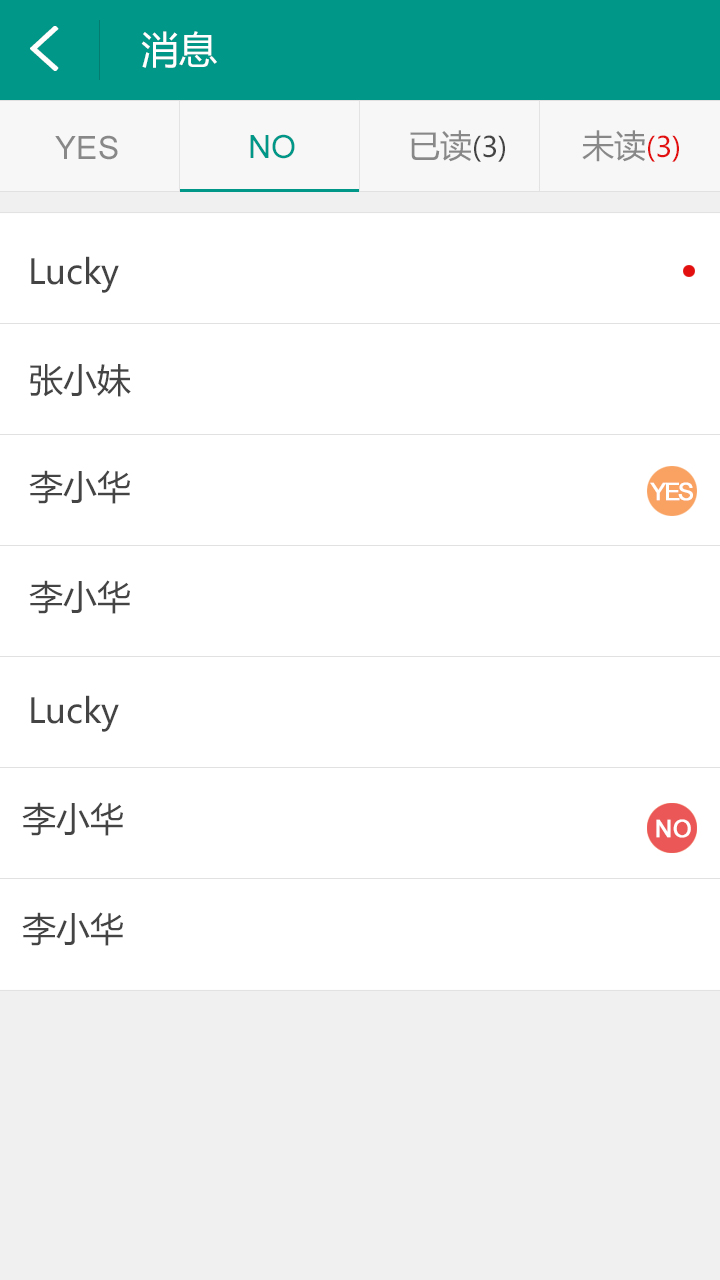 消息
YES NO 已读(3) 未读(3)
Lucky
张小妹
李小华 YES
李小华
Lucky
李小华 NO
李小华